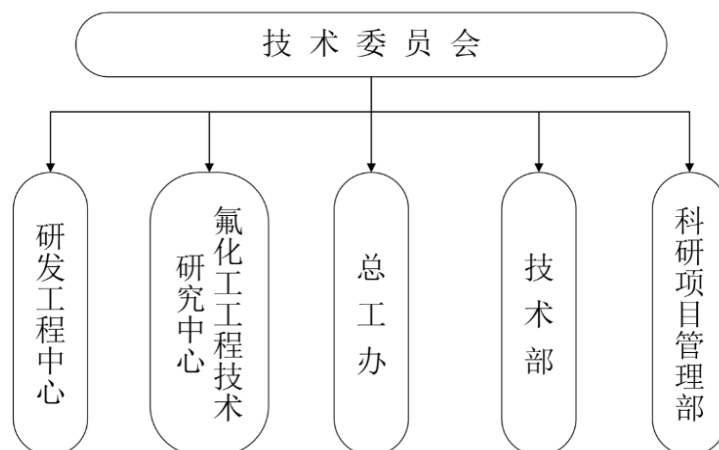 技术委员会
研发工程中心
氟化工工程技术
研究中心
总工办
技术部
科研项目管理部